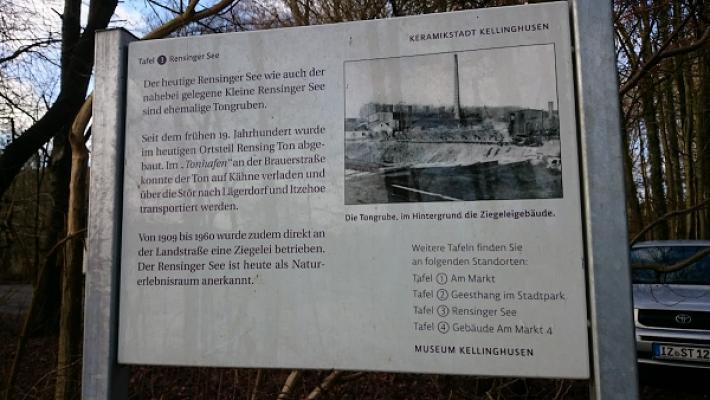 Tafel 3 Rensinger See
KERAMIKSTADT KELLINGHUSEN
Der heutige Rensinger See wie auch der
nahebei gelegene Kleine Rensinger See
sind ehemalige Tongruben.
Seit dem frühen 19. Jahrhundert wurde
im heutigen Ortsteil Rensing Ton abge-
baut. Im „Tonhafen“ an der Brauerstraße
konnte der Ton auf Kähne verladen und
über die Stör nach Lägerdorf und Itzehoe
transportiert werden.
Von 1909 bis 1960 wurde zudem direkt an
der Landstraße eine Ziegelei betrieben.
Der Rensinger See ist heute als Natur-
erlebnisraum anerkannt.
Die Tongrube, im Hintergrund die Ziegeleigebäude.
Weitere Tafeln finden Sie
an folgenden Standorten:
Tafel 1 Am Markt
Tafel 2 Geesthang im Stadtpark
Tafel 3 Rensinger See
Tafel 4 Gebäude Am Markt 4
MUSEUM KELLINGHUSEN
IZ ST 12